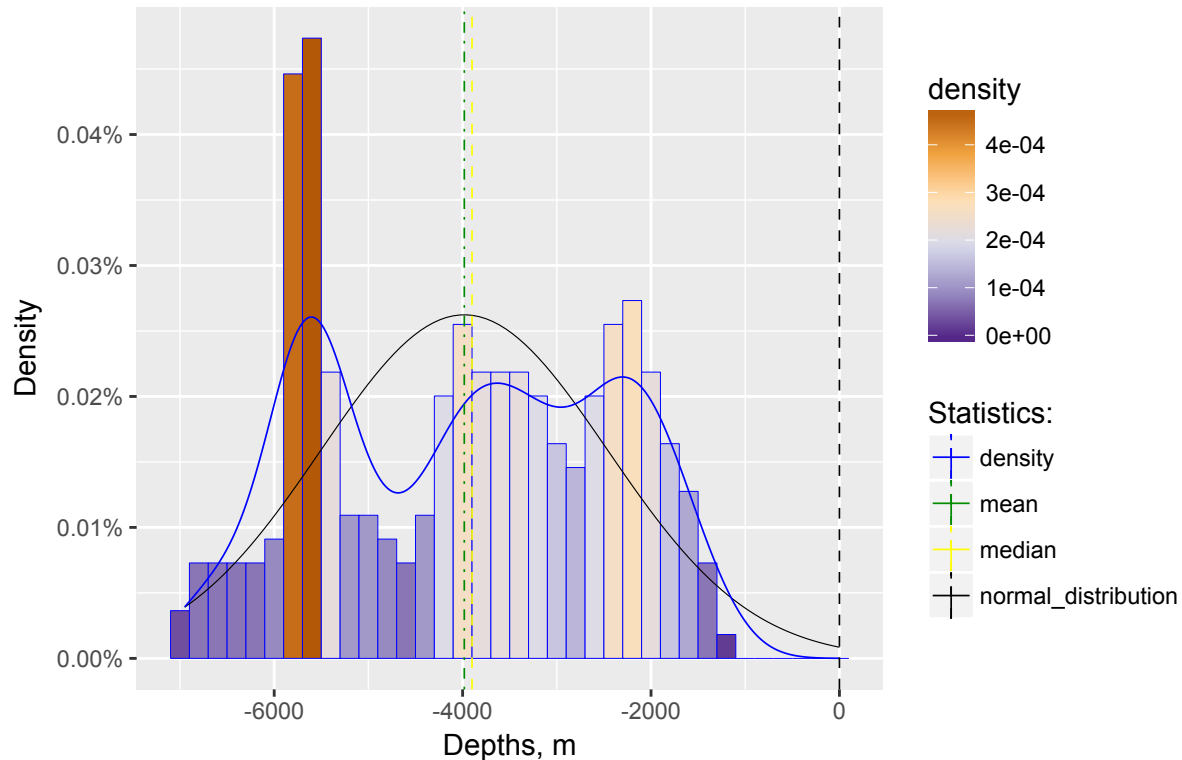 Density
0.04%
0.03%
0.02%
0.01%
0.00%
-6000
-4000
-2000
0
Depths, m
density
4e-04
3e-04
2e-04
1e-04
0e+00
Statistics:
density
mean
median
normal_distribution